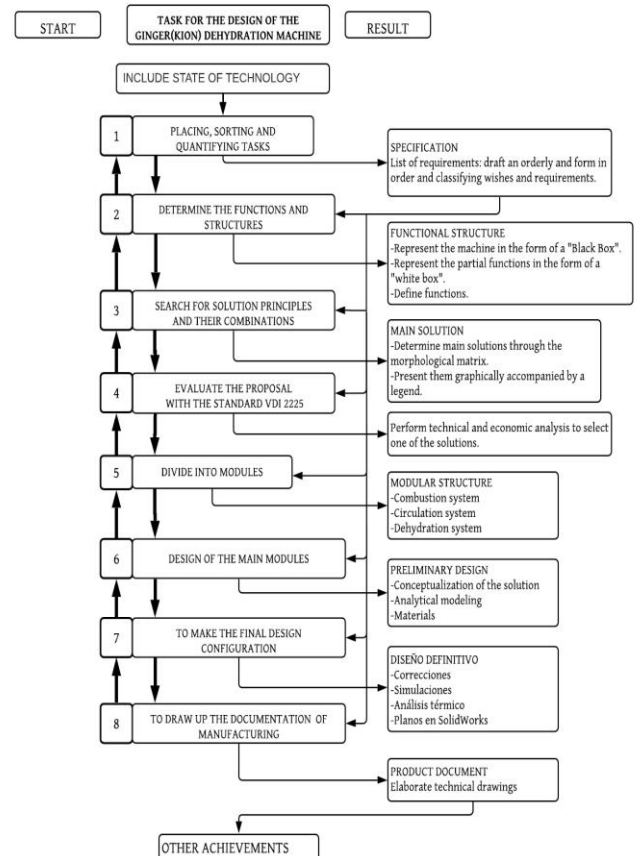 START
TASK FOR THE DESIGN OF THE
GINGER(KION) DEHYDRATION MACHINE
RESULT
INCLUDE STATE OF TECHNOLOGY
1
PLACING, SORTING AND
QUANTIFYING TASKS
SPECIFICATION
List of requirements: draft an orderly and form in
order and classifying wishes and requirements.
2
DETERMINE THE FUNCTIONS AND
STRUCTURES
FUNCTIONAL STRUCTURE
-Represent the machine in the form of a "Black Box".
-Represent the partial functions in the form of a
"white box".
-Define functions.
3
SEARCH FOR SOLUTION PRINCIPLES
AND THEIR COMBINATIONS
MAIN SOLUTION
-Determine main solutions through the
morphological matrix.
-Present them graphically accompanied by a
legend.
4
EVALUATE THE PROPOSAL
WITH THE STANDARD VDI 2225
Perform technical and economic analysis to select
one of the solutions.
5
DIVIDE INTO MODULES
MODULAR STRUCTURE
-Combustion system
-Circulation system
-Dehydration system
6
DESIGN OF THE MAIN MODULES
PRELIMINARY DESIGN
-Conceptualization of the solution
-Analytical modeling
-Materials
7
TO MAKE THE FINAL DESIGN
CONFIGURATION
DISEÑO DEFINITIVO
-Correcciones
-Simulaciones
-Análisis térmico
-Planos en SolidWorks
8
TO DRAW UP THE DOCUMENTATION OF
MANUFACTURING
PRODUCT DOCUMENT
Elaborate technical drawings
OTHER ACHIEVEMENTS